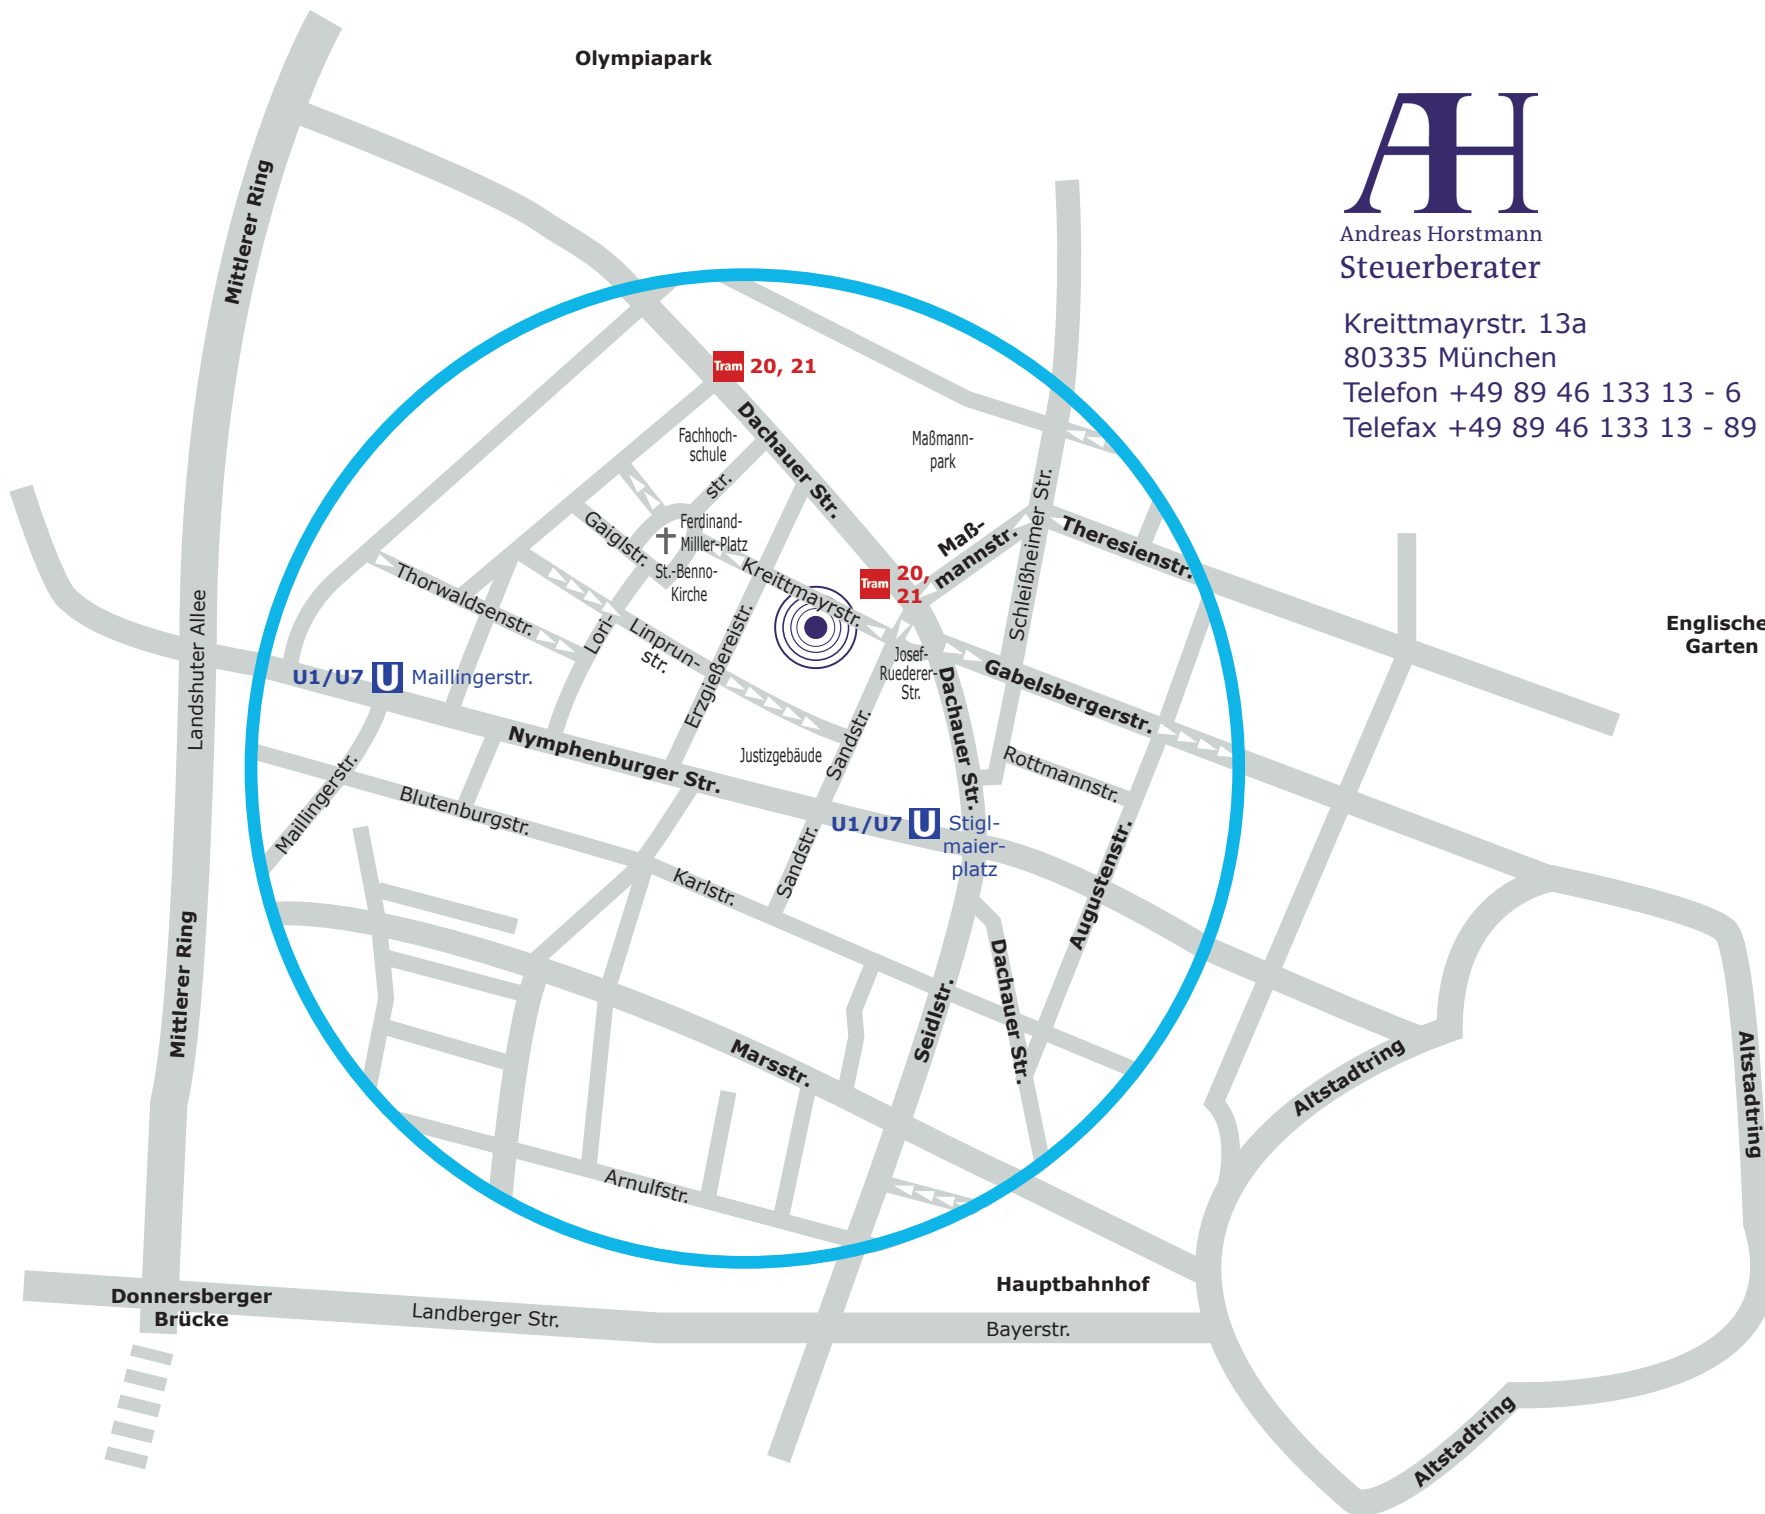 Olympiapark
AH
Andreas Horstmann
Steuerberater
Kreittmayrstr. 13a
80335 München
Telefon +49 89 46 133 13 - 6
Telefax +49 89 46 133 13 - 89
Mittlerer Ring
Tram 20, 21
Dachauer Str.
Fachhoch-
schule
str.
Maßmann-
park
Schleißheimer Str.
Maß-
mannstr.
Theresienstr.
Gaiglstr.
Ferdinand-
Milller-Platz
St.-Benno-
Kirche
Kreittmayrstr.
Tram 20,
21
Thorwaldsenstr.
Lori-
Linprun-
str.
Erzgießereistr.
Landshuter Allee
Englische
Garten
Josef-
Ruederer-
Str.
Gabelsbergerstr.
Dachauer Str.
U1/U7 U Maillingerstr.
Nymphenburger Str.
Justizgebäude
Sandstr.
Rottmannstr.
Maillingerstr.
Blutenburgstr.
U1/U7 U Stigl-
maier-
platz
Sandstr.
Karlstr.
Augustenstr.
Mittlerer Ring
Dachauer Str.
Seidlstr.
Marsstr.
Altstadtring
Altstadtring
Arnulfstr.
Hauptbahnhof
Donnersberger
Brücke
Landberger Str.
Bayerstr.
Altstadtring